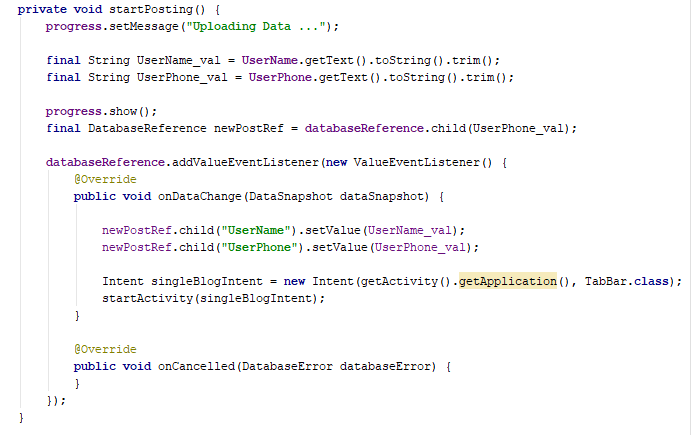 private void startPosting() {
    progress.setMessage("Uploading Data ...");

    final String UserName_val = UserName.getText().toString().trim();
    final String UserPhone_val = UserPhone.getText().toString().trim();

    progress.show();
    final DatabaseReference newPostRef = databaseReference.child(UserPhone_val);

    databaseReference.addValueEventListener(new ValueEventListener() {
        @Override
        public void onDataChange(DataSnapshot dataSnapshot) {

            newPostRef.child("UserName").setValue(UserName_val);
            newPostRef.child("UserPhone").setValue(UserPhone_val);

            Intent singleBlogIntent = new Intent(getActivity().getApplication(), TabBar.class);
            startActivity(singleBlogIntent);
        }

        @Override
        public void onCancelled(DatabaseError databaseError) {
        }
    });
}